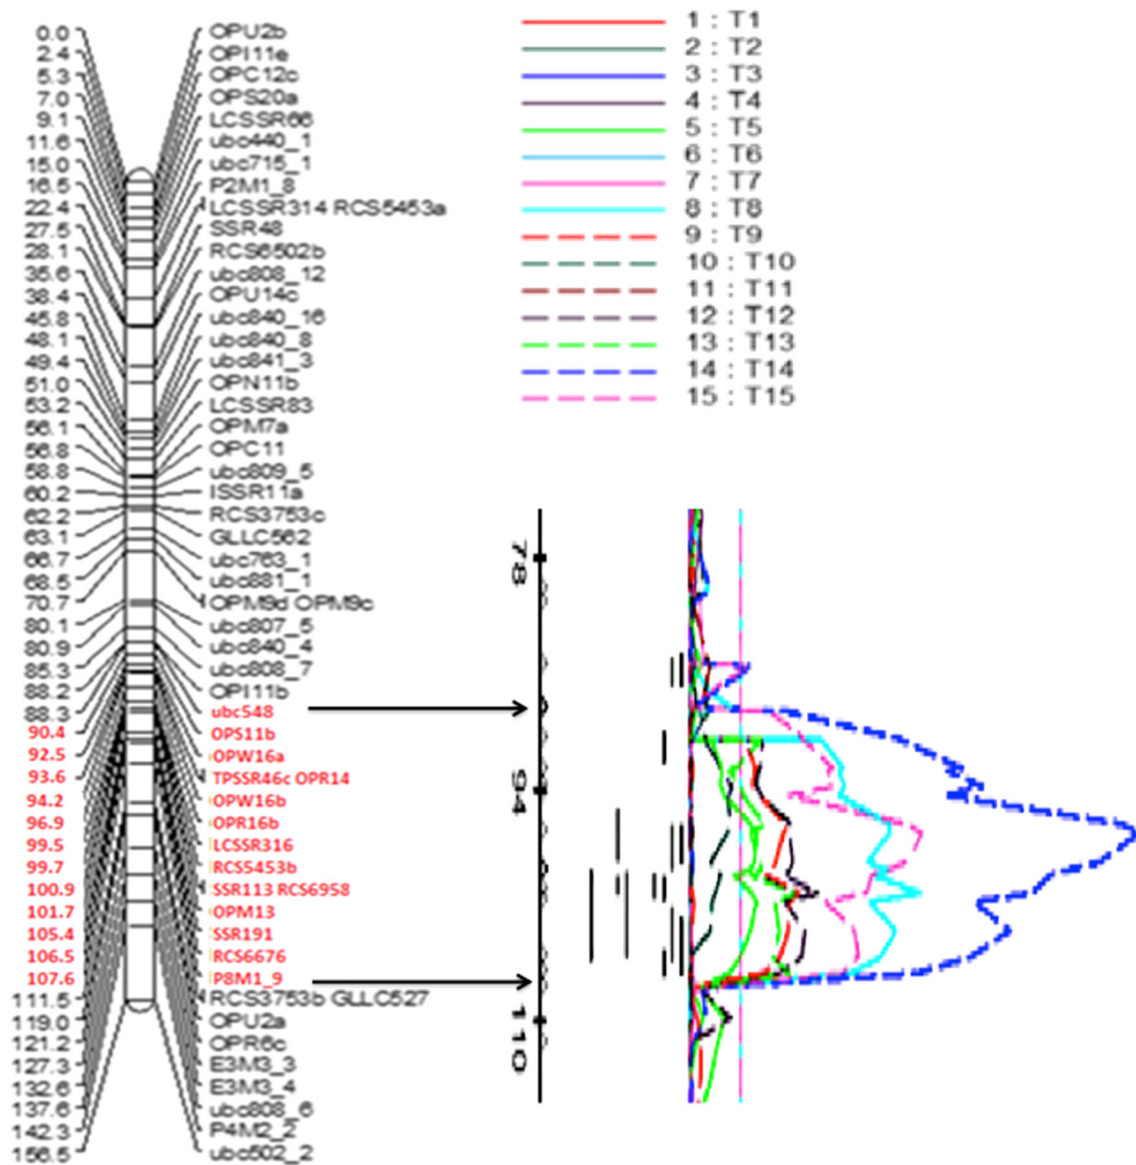 0.0 OPU2b
2.4 OPI11e
5.3 OPC12c
7.0 OPS20a
9.1 LCSSR66
11.6 ubc440_1
15.0 ubc715_1
16.5 P2M1_8
22.4 LCSSR314 RCS5453a
27.5 SSR48
28.1 RCS6502b
35.6 ubc808_12
38.4 OPU14c
45.8 ubc840_16
48.1 ubc840_8
49.4 ubc841_3
51.0 OPN11b
53.2 LCSSR83
56.1 OPM7a
56.8 OPC11
58.8 ubc809_5
60.2 ISSR11a
62.2 RCS3753c
63.1 GLLC562
66.7 ubc763_1
68.5 ubc881_1
70.7 OPM9d OPM9c
80.1 ubc807_5
80.9 ubc840_4
85.3 ubc808_7
88.2 OPI11b
88.3 ubc548
90.4 OPS11b
92.5 OPW16a
93.6 TPSSR46c OPR14
94.2 OPW16b
96.9 OPR16b
99.5 LCSSR316
99.7 RCS5453b
100.9 SSR113 RCS6958
101.7 OPM13
105.4 SSR191
106.5 RCS6676
107.6 P8M1_9
111.5 RCS3753b GLLC527
119.0 OPU2a
121.2 OPR6c
127.3 E3M3_3
132.6 E3M3_4
137.6 ubc808_6
142.3 P4M2_2
156.5 ubc502_2
1 : T1
2 : T2
3 : T3
4 : T4
5 : T5
6 : T6
7 : T7
8 : T8
9 : T9
10 : T10
11 : T11
12 : T12
13 : T13
14 : T14
15 : T15
78
94
110